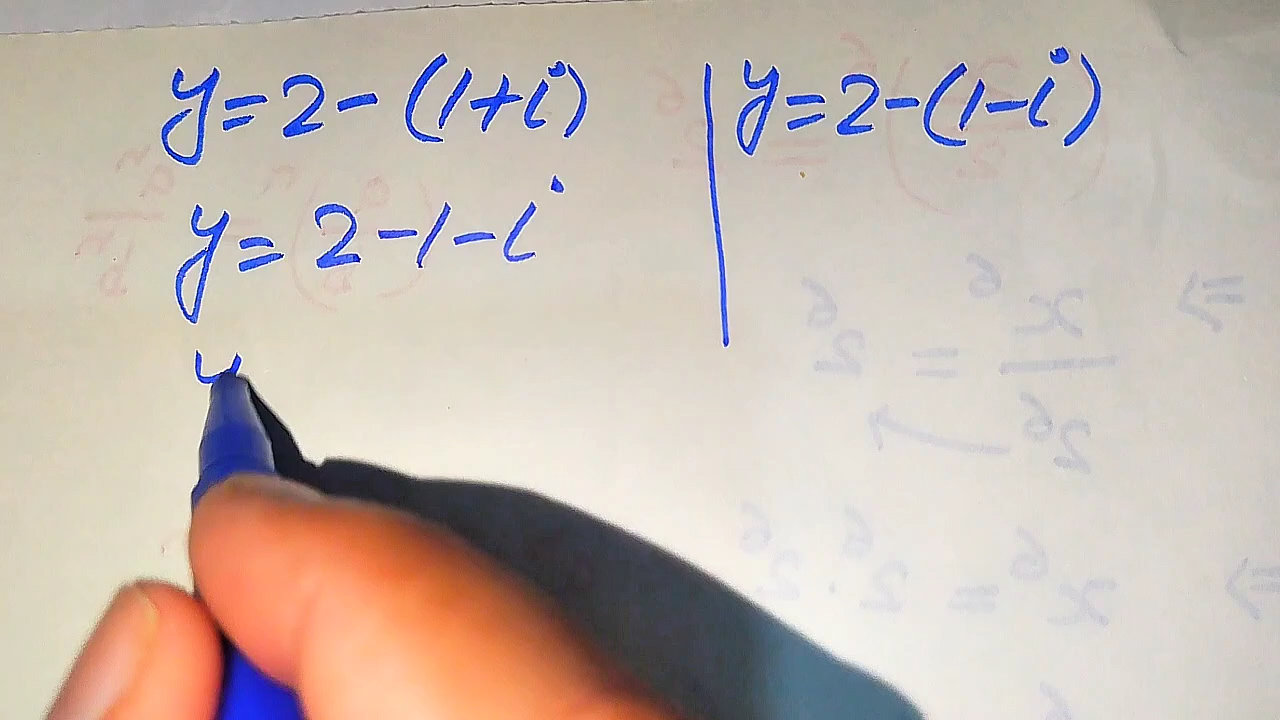 y = 2 - (1 + i) | y = 2 - (1 - i)
y = 2 - 1 - i
y